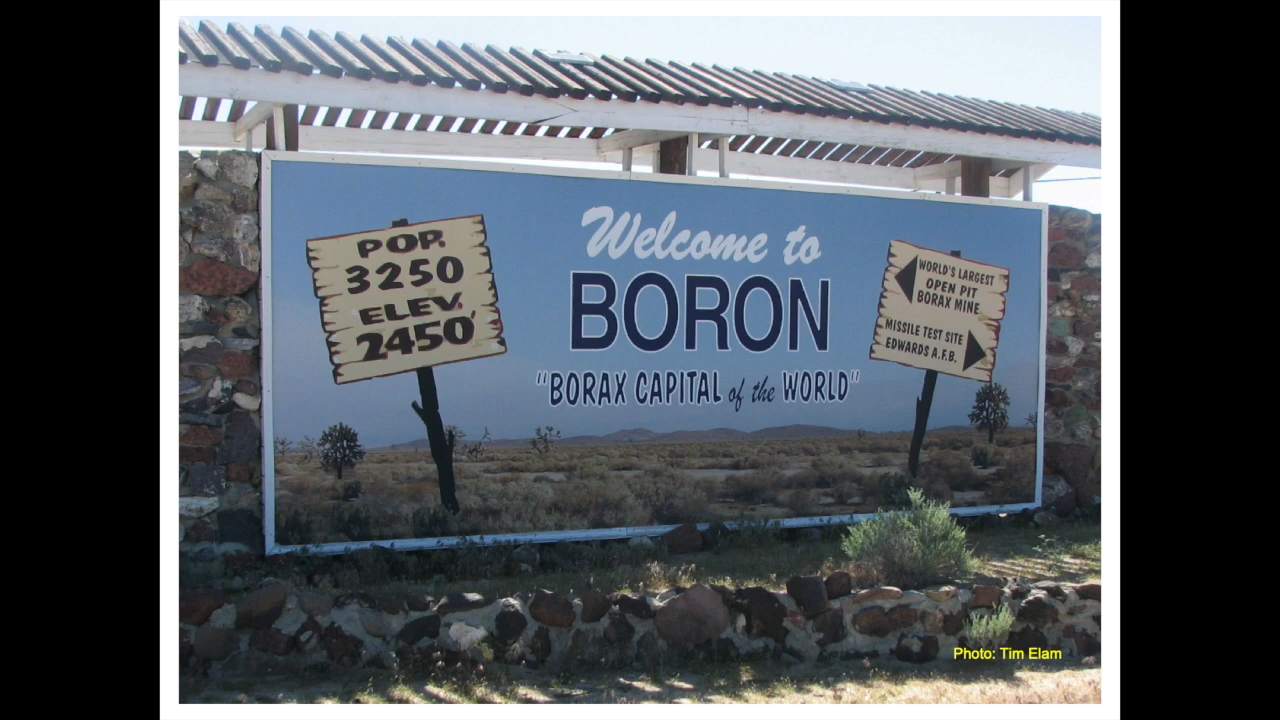 POP.
3250
ELEV.
2450'
Welcome to
BORON
"BORAX CAPITAL of the WORLD"
WORLD'S LARGEST
OPEN PIT
BORAX MINE
MISSILE TEST SITE
EDWARDS A.F.B.
Photo: Tim Elam